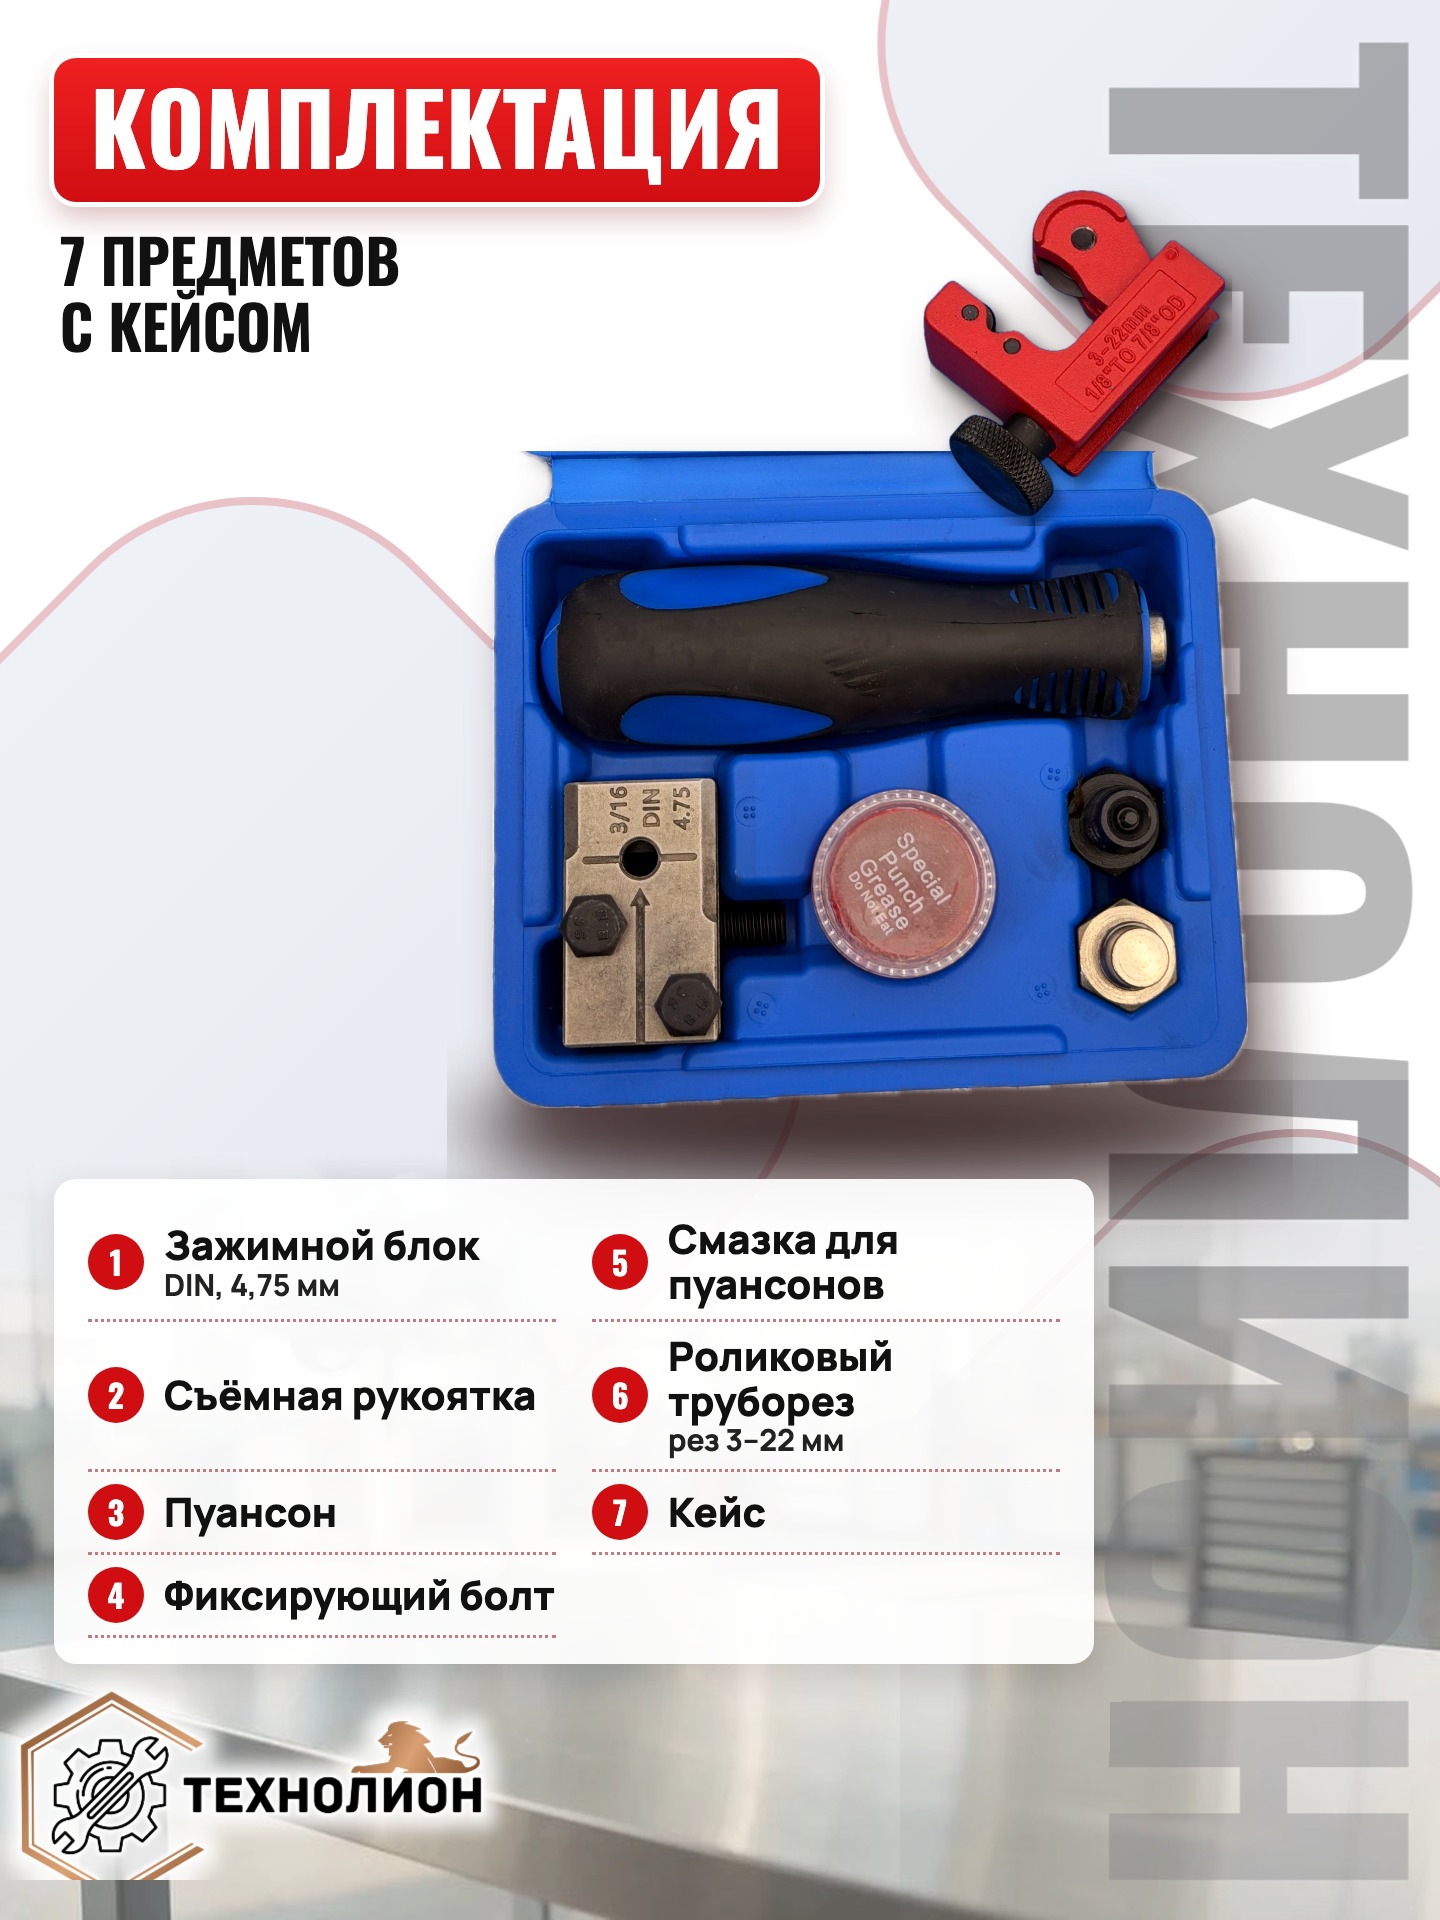 КОМПЛЕКТАЦИЯ
7 ПРЕДМЕТОВ
С КЕЙСОМ
ТЕХНОЛИОН
3-22mm
1/8"TO 7/8"OD
3/16
DIN
4.75
Special
Punch
Grease
Do Not Eat
1 Зажимной блок
DIN, 4,75 мм
2 Съёмная рукоятка
3 Пуансон
4 Фиксирующий болт
5 Смазка для
пуансонов
6 Роликовый
труборез
рез 3–22 мм
7 Кейс
ТЕХНОЛИОН